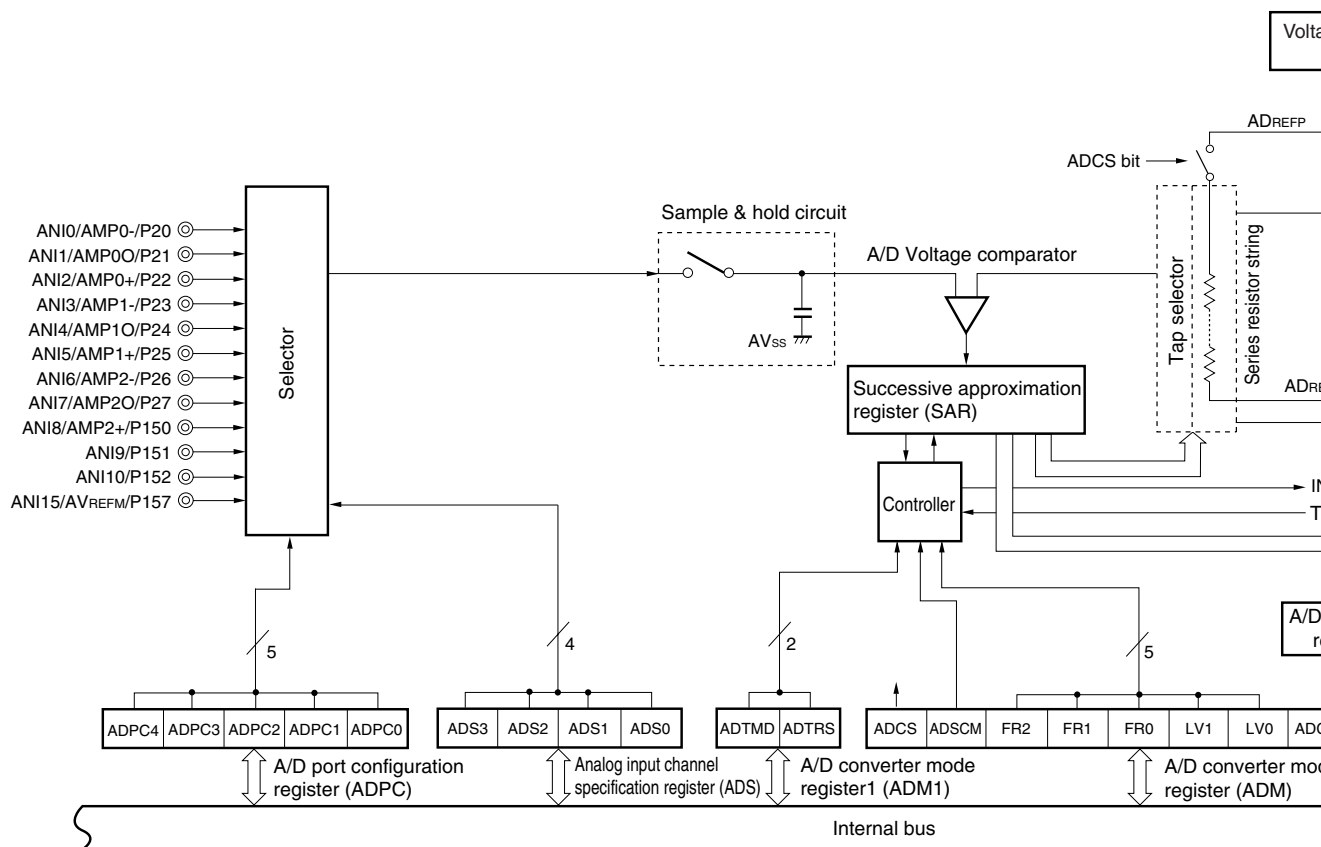 Volta
ADREFP
ADCS bit
Sample & hold circuit
A/D Voltage comparator
ANI0/AMP0-/P20
ANI1/AMP0O/P21
ANI2/AMP0+/P22
ANI3/AMP1-/P23
ANI4/AMP1O/P24
ANI5/AMP1+/P25
ANI6/AMP2-/P26
ANI7/AMP2O/P27
ANI8/AMP2+/P150
ANI9/P151
ANI10/P152
ANI15/AVREFM/P157
Selector
AVSS
Tap selector
Series resistor string
ADRE
Successive approximation
register (SAR)
Controller
IN
T
A/D
re
5
4
2
5
ADPC4 ADPC3 ADPC2 ADPC1 ADPC0
ADS3 ADS2 ADS1 ADS0
ADTMD ADTRS
ADCS ADSCM FR2 FR1 FR0 LV1 LV0 ADC
A/D port configuration
register (ADPC)
Analog input channel
specification register (ADS)
A/D converter mode
register1 (ADM1)
A/D converter mod
register (ADM)
Internal bus